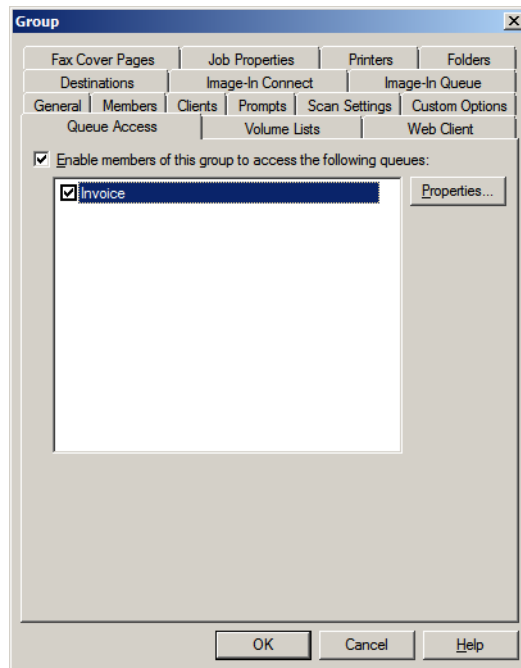 Group
Fax Cover Pages Job Properties Printers Folders
Destinations Image-In Connect Image-In Queue
General Members Clients Prompts Scan Settings Custom Options
Queue Access Volume Lists Web Client
Enable members of this group to access the following queues:
Invoice Properties...
OK Cancel Help